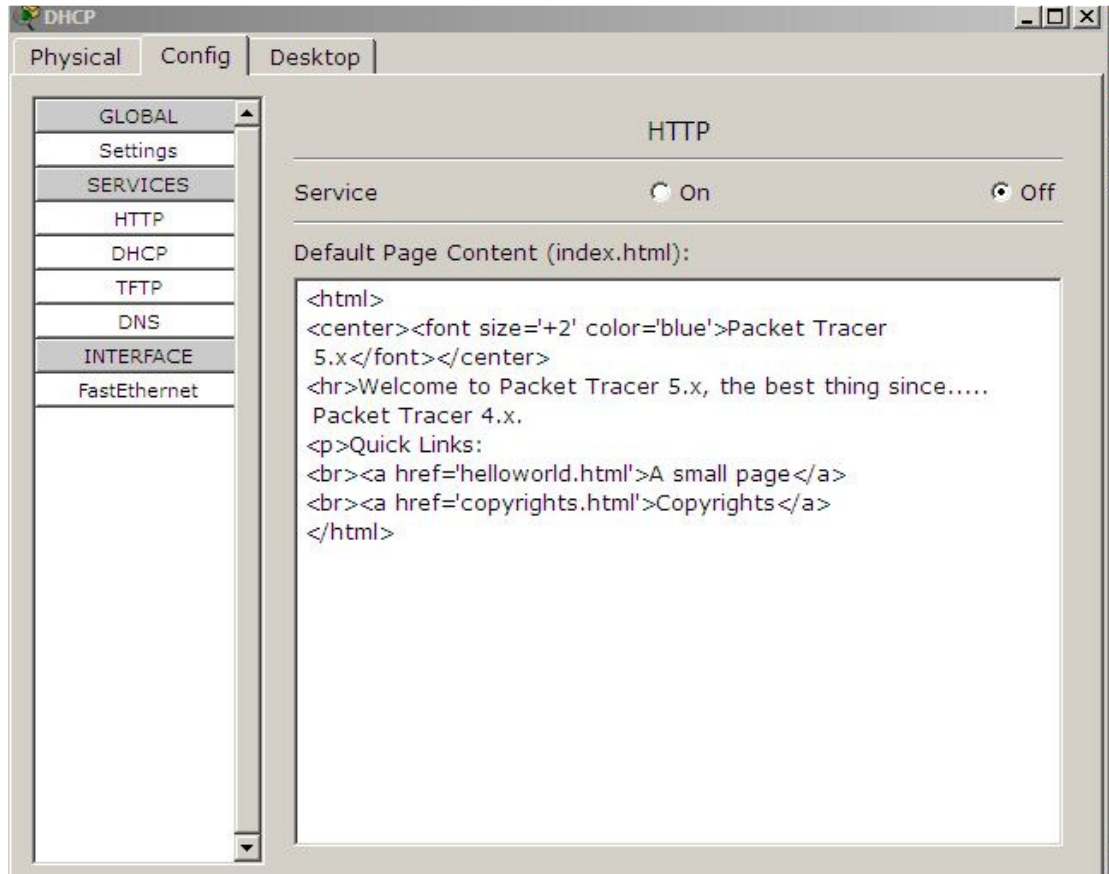 DHCP
Physical Config Desktop
GLOBAL
Settings
SERVICES
HTTP
DHCP
TFTP
DNS
INTERFACE
FastEthernet
HTTP
Service On Off
Default Page Content (index.html):
<html>
<center><font size='+2' color='blue'>Packet Tracer
5.x</font></center>
<hr>Welcome to Packet Tracer 5.x, the best thing since.....
Packet Tracer 4.x.
<p>Quick Links:
<br><a href='helloworld.html'>A small page</a>
<br><a href='copyrights.html'>Copyrights</a>
</html>